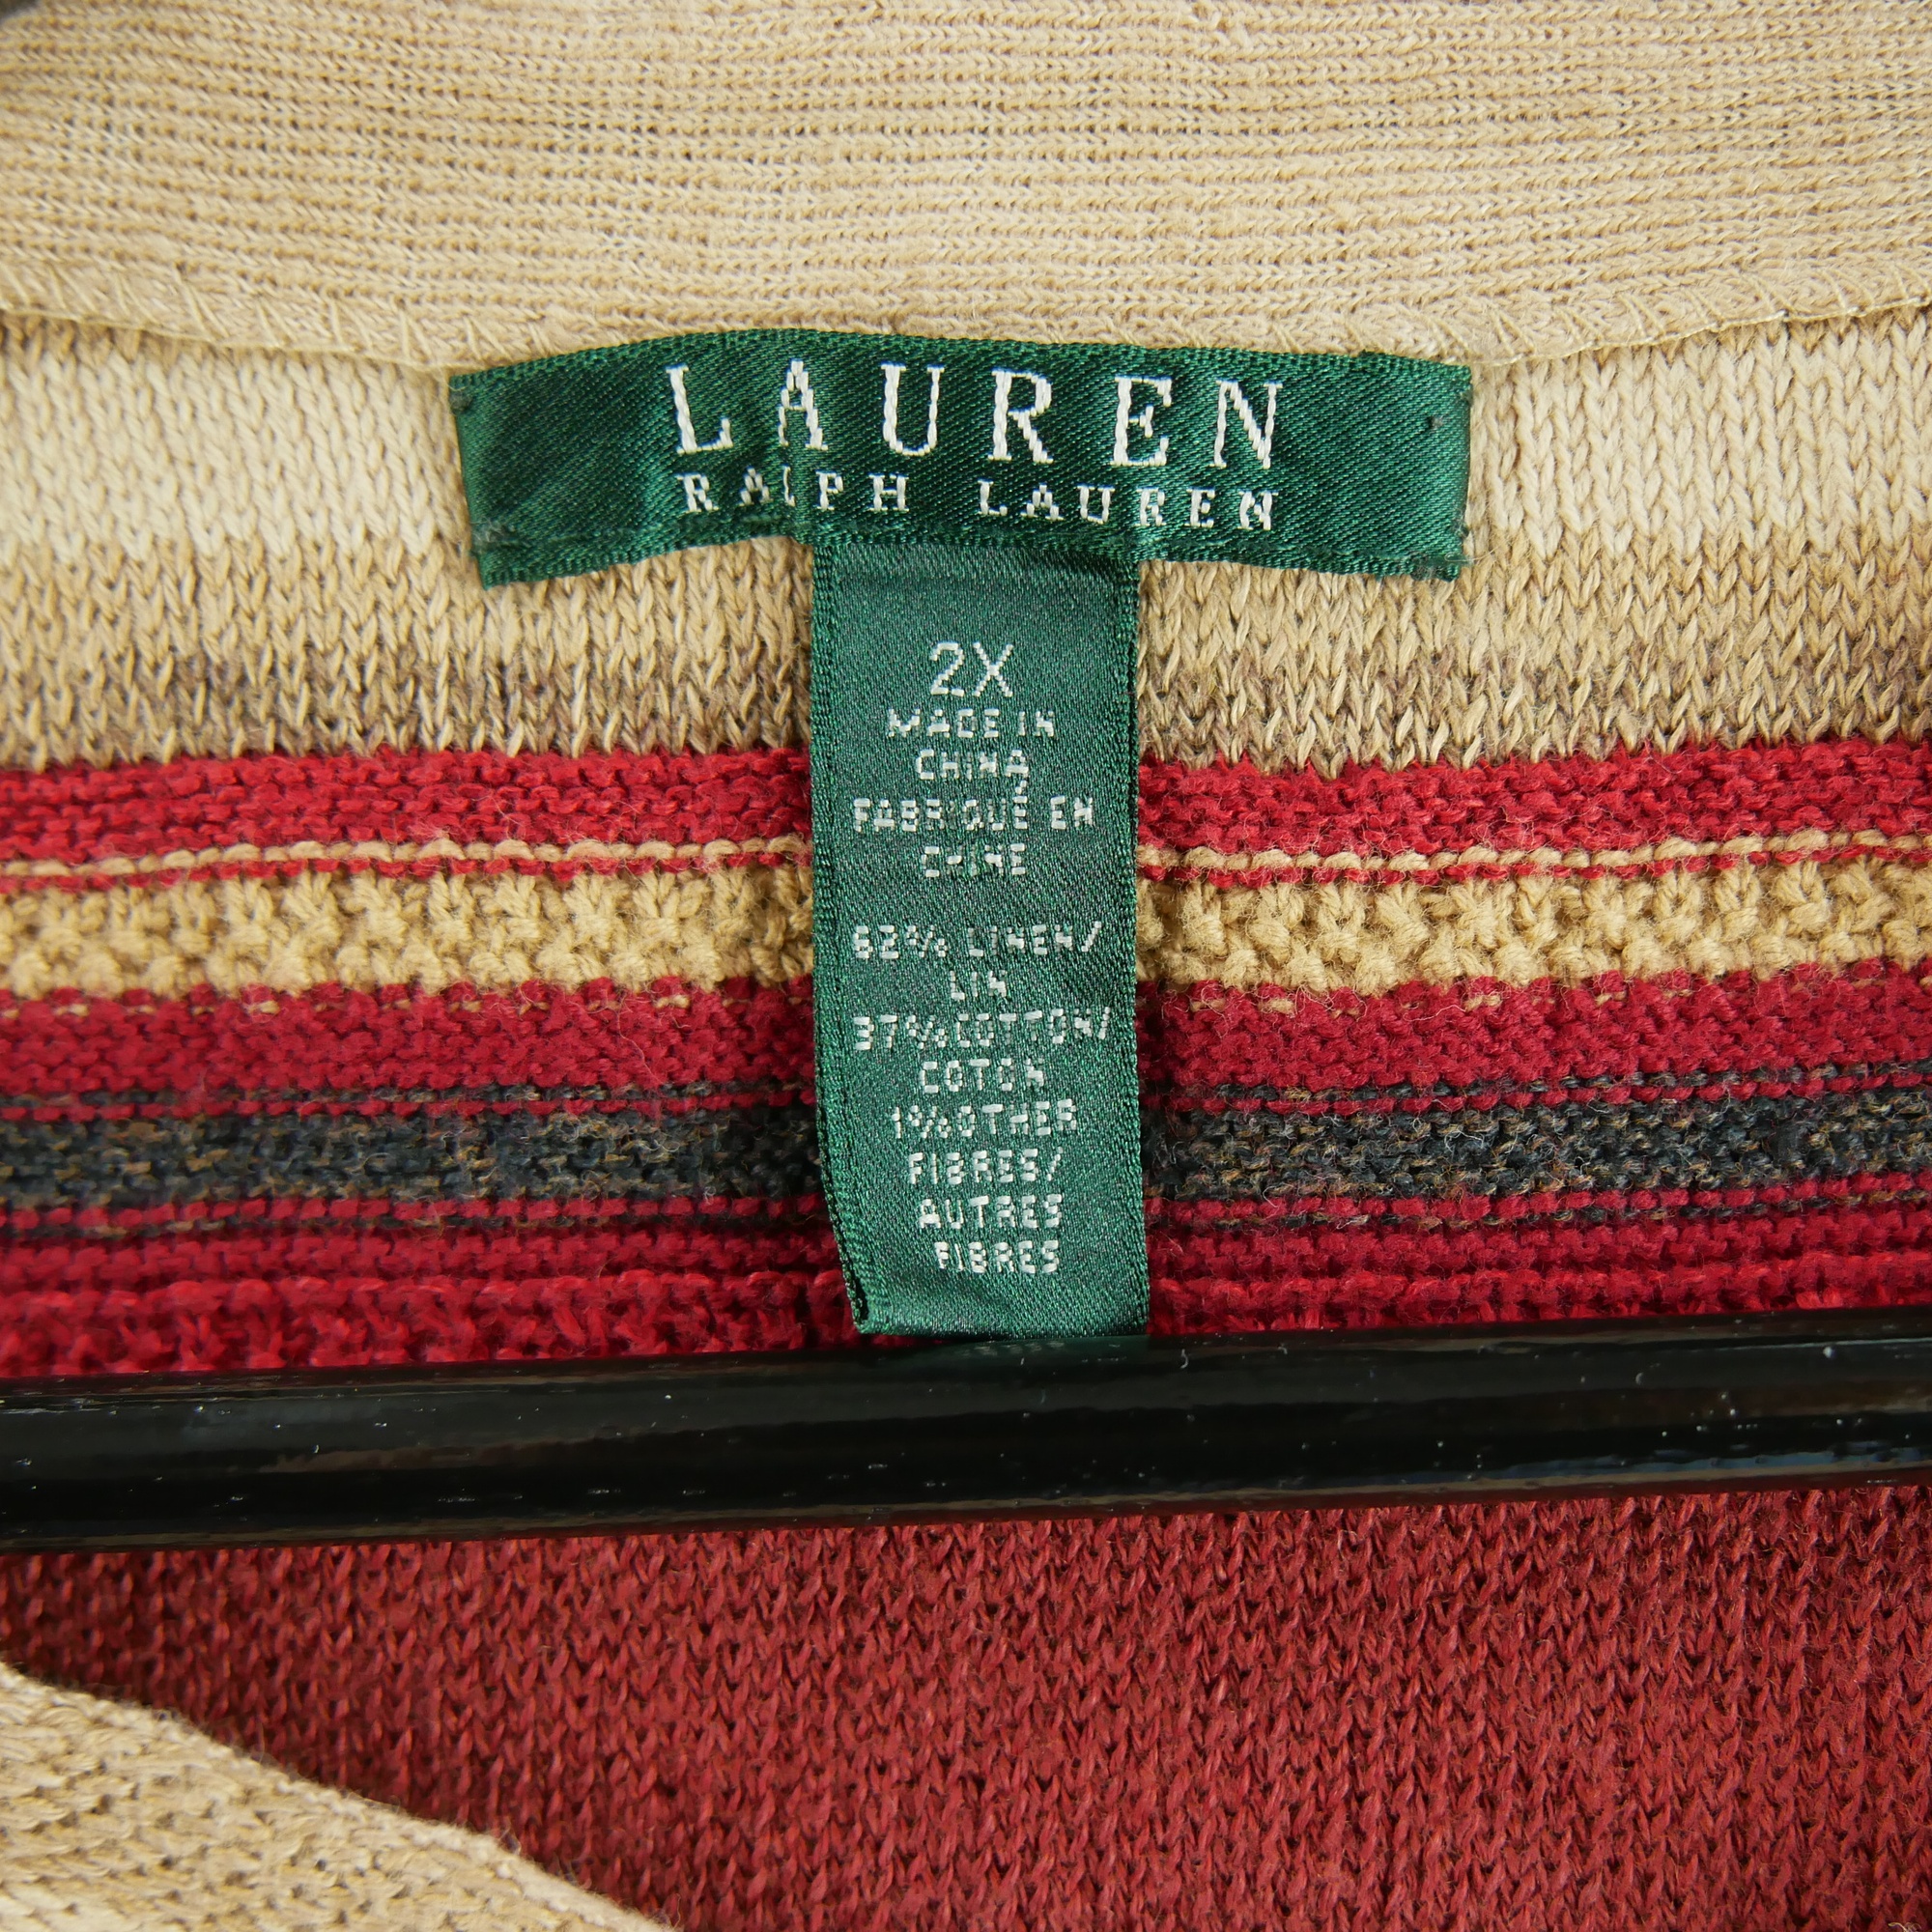 LAUREN
RALPH LAUREN
2X
MADE IN
CHINA
FABRIQUÉ EN
CHINE
62% LINEN/
LIN
37% COTTON/
COTON
1% OTHER
FIBRES/
AUTRES
FIBRES